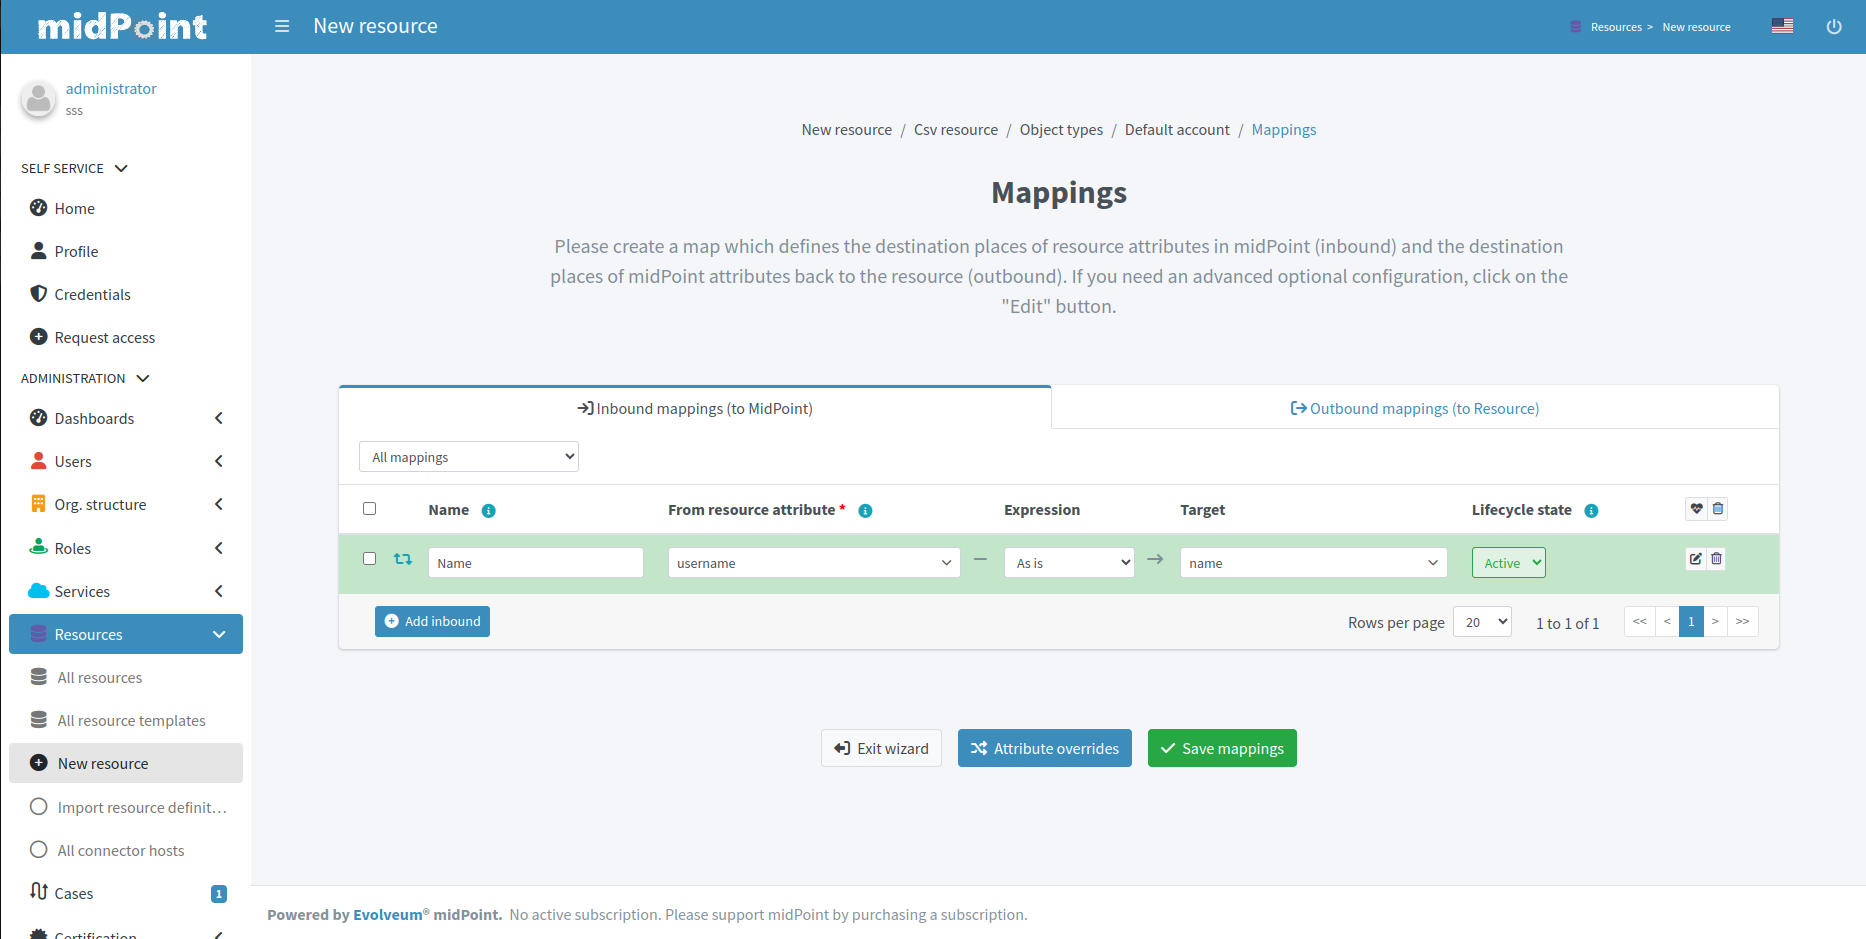 midPoint
New resource
Resources > New resource
administrator
sss
SELF SERVICE
Home
Profile
Credentials
Request access
ADMINISTRATION
Dashboards
Users
Org. structure
Roles
Services
Resources
All resources
All resource templates
New resource
Import resource definit...
All connector hosts
Cases 1
Certification
New resource / Csv resource / Object types / Default account / Mappings
Mappings
Please create a map which defines the destination places of resource attributes in midPoint (inbound) and the destination
places of midPoint attributes back to the resource (outbound). If you need an advanced optional configuration, click on the
"Edit" button.
Inbound mappings (to MidPoint) Outbound mappings (to Resource)
All mappings
Name From resource attribute * Expression Target Lifecycle state
Name username As is name Active
Add inbound Rows per page 20 1 to 1 of 1 << < 1 > >>
Exit wizard Attribute overrides Save mappings
Powered by Evolveum® midPoint. No active subscription. Please support midPoint by purchasing a subscription.